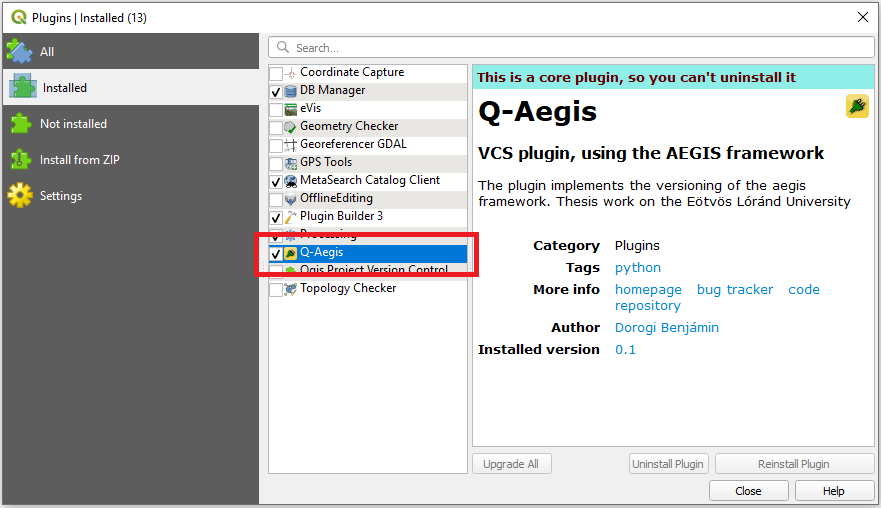 Plugins | Installed (13)
All
Installed
Not installed
Install from ZIP
Settings
Search...
Coordinate Capture
DB Manager
eVis
Geometry Checker
Georeferencer GDAL
GPS Tools
MetaSearch Catalog Client
OfflineEditing
Plugin Builder 3
Processing
Q-Aegis
Qgis Project Version Control
Topology Checker
This is a core plugin, so you can't uninstall it
Q-Aegis
VCS plugin, using the AEGIS framework
The plugin implements the versioning of the aegis
framework. Thesis work on the Eötvös Lóránd University
Category Plugins
Tags python
More info homepage bug tracker code
repository
Author Dorogi Benjámin
Installed version 0.1
Upgrade All Uninstall Plugin Reinstall Plugin
Close Help